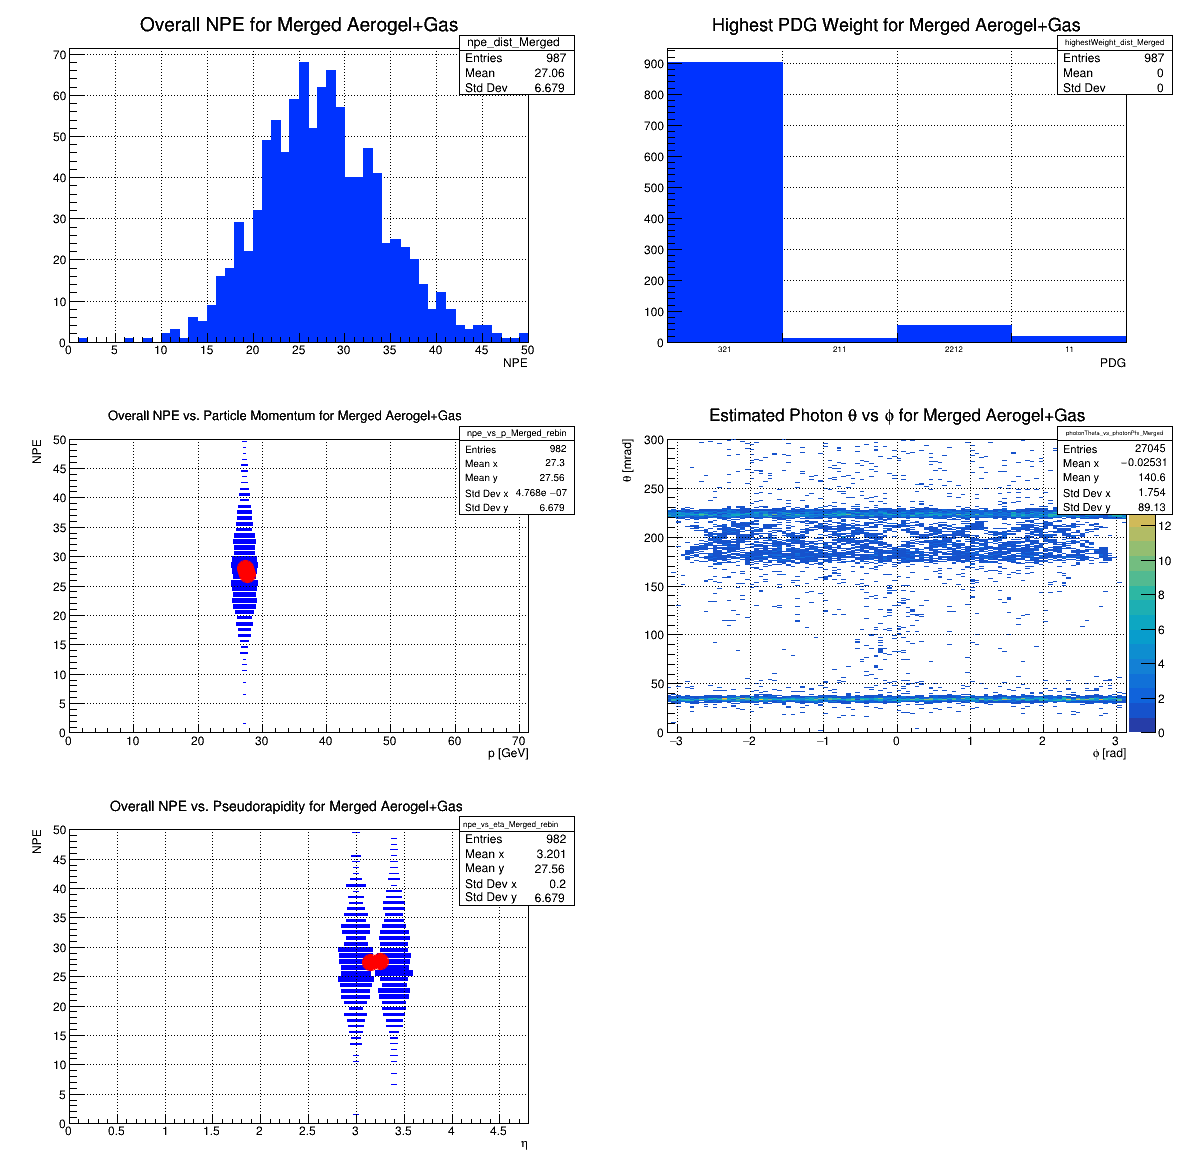 Overall NPE for Merged Aerogel+Gas
npe_dist_Merged
Entries 987
Mean 27.06
Std Dev 6.679
70
60
50
40
30
20
10
0
0 5 10 15 20 25 30 35 40 45 50
NPE
Highest PDG Weight for Merged Aerogel+Gas
highestWeight_dist_Merged
Entries 987
Mean 0
Std Dev 0
900
800
700
600
500
400
300
200
100
0
321 211 2212 11
PDG
Overall NPE vs. Particle Momentum for Merged Aerogel+Gas
npe_vs_p_Merged_rebin
Entries 982
Mean x 27.3
Mean y 27.56
Std Dev x 4.768e −07
Std Dev y 6.679
NPE
50
45
40
35
30
25
20
15
10
5
0
0 10 20 30 40 50 60 70
p [GeV]
Estimated Photon θ vs ϕ for Merged Aerogel+Gas
photonTheta_vs_photonPhi_Merged
Entries 27045
Mean x −0.02531
Mean y 140.6
Std Dev x 1.754
Std Dev y 89.13
θ [mrad]
300
250
200
150
100
50
0
−3 −2 −1 0 1 2 3
ϕ [rad]
12
10
8
6
4
2
0
Overall NPE vs. Pseudorapidity for Merged Aerogel+Gas
npe_vs_eta_Merged_rebin
Entries 982
Mean x 3.201
Mean y 27.56
Std Dev x 0.2
Std Dev y 6.679
NPE
50
45
40
35
30
25
20
15
10
5
0
0 0.5 1 1.5 2 2.5 3 3.5 4 4.5
η